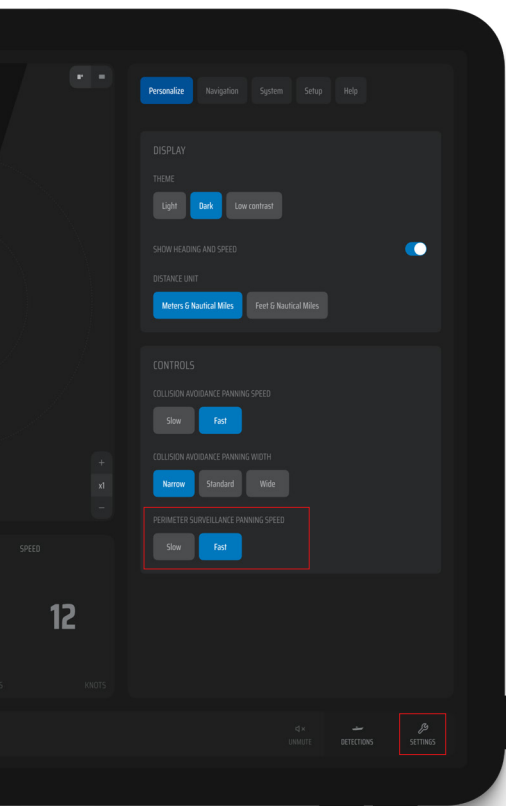 Personalize Navigation System Setup Help
DISPLAY
THEME
Light Dark Low contrast
SHOW HEADING AND SPEED
DISTANCE UNIT
Meters & Nautical Miles Feet & Nautical Miles
CONTROLS
COLLISION AVOIDANCE PANNING SPEED
Slow Fast
COLLISION AVOIDANCE PANNING WIDTH
+
x1
−
Narrow Standard Wide
PERIMETER SURVEILLANCE PANNING SPEED
Slow Fast
SPEED
12
S KNOTS
UNMUTE DETECTIONS SETTINGS